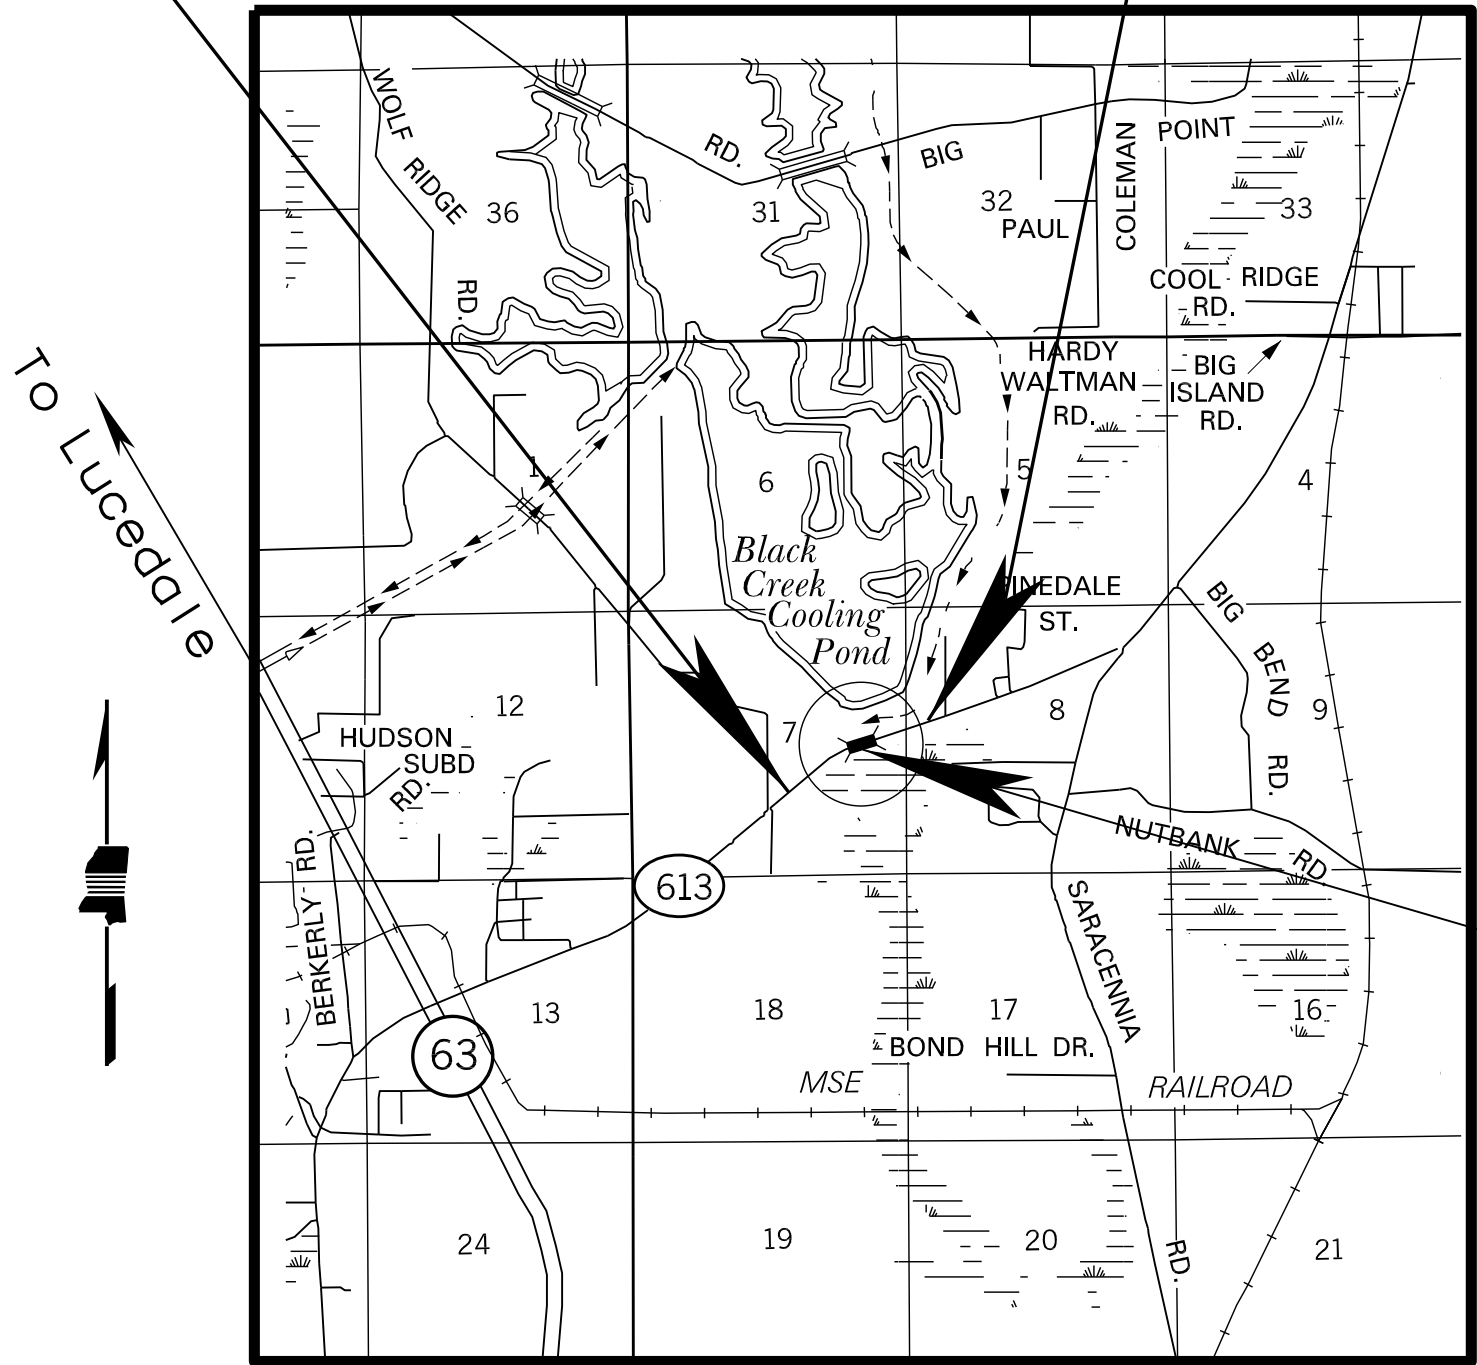 WOLF
RIDGE
RD.
RD.
BIG
POINT
COLEMAN
36
31
32
PAUL
33
COOL RIDGE
RD.
TO Lucedale
HARDY
WALTMAN
RD.
BIG
ISLAND
RD.
1
6
5
4
Black
Creek
Cooling
Pond
PINEDALE
ST.
BIG
BEND
RD.
12
7
8
9
HUDSON
SUBD
RD.
NUTBANK
RD.
BERKERLY RD.
613
SARACENNIA
RD.
13
18
17
16
63
BOND HILL DR.
MSE
RAILROAD
24
19
20
21